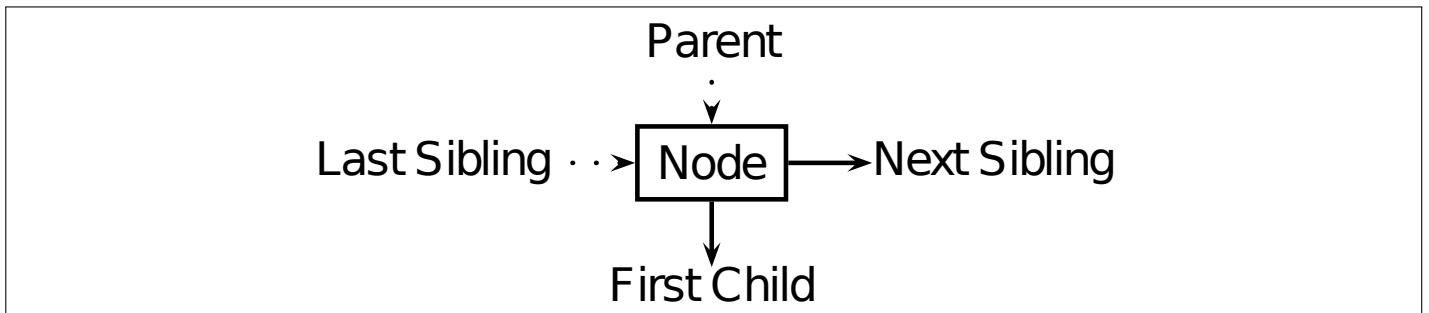 Parent
Last Sibling
Node
Next Sibling
First Child